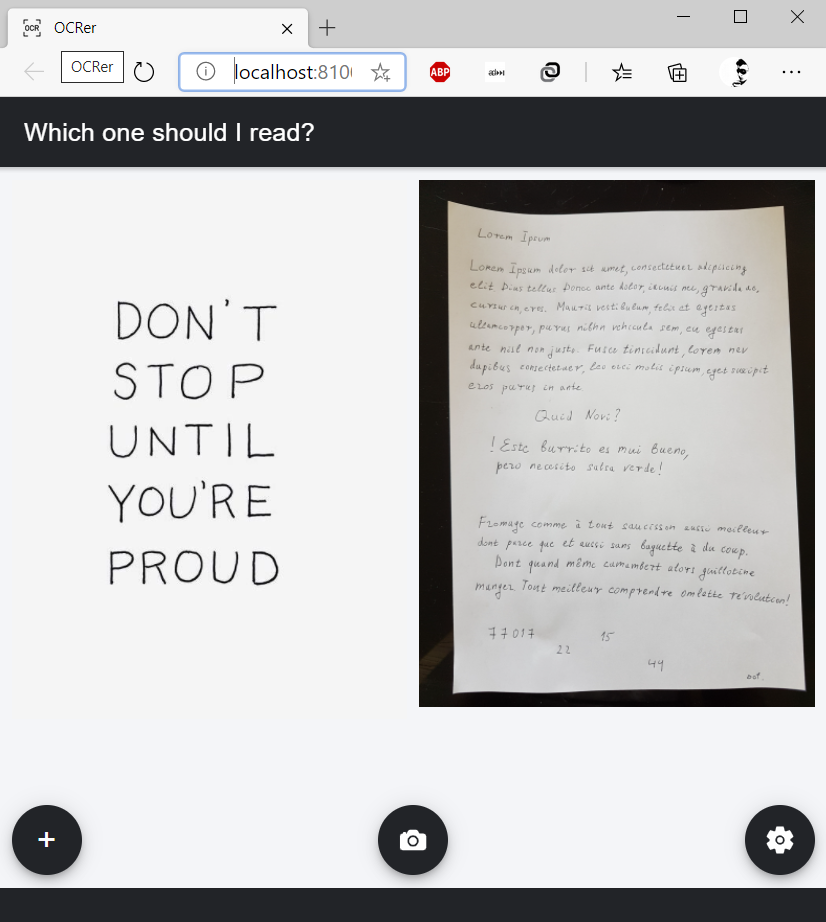 OCRer
OCRer
localhost:810
ABP
Which one should I read?
DON'T
STOP
UNTIL
YOU'RE
PROUD
Lorem Ipsum
Lorem Ipsum dolor sit amet, consectetuer adipiscing
elit Duis tellus Donec ante dolor, iaculis nec, gravida ac,
cursus in, eros. Mauris vestibulum, felis et egestas
ullamcorper, purus nibh vehicula sem, eu egestas
ante nisl non justo. Fusce tincidunt, lorem nev
dapibus consectetuer, leo orci molis ipsum, eget suscipit
eros purus in ante
Quid Novi?
! Este burrito es mui Bueno,
pero necesito salsa verde!
Fromage comme à tout saucisson aussi meilleur
dont parce que et aussi sans baguette à du coup.
Dont quand même camambert alors guillotine
manger Tout meilleur comprendre omlette révolution!
77017
15
22
44